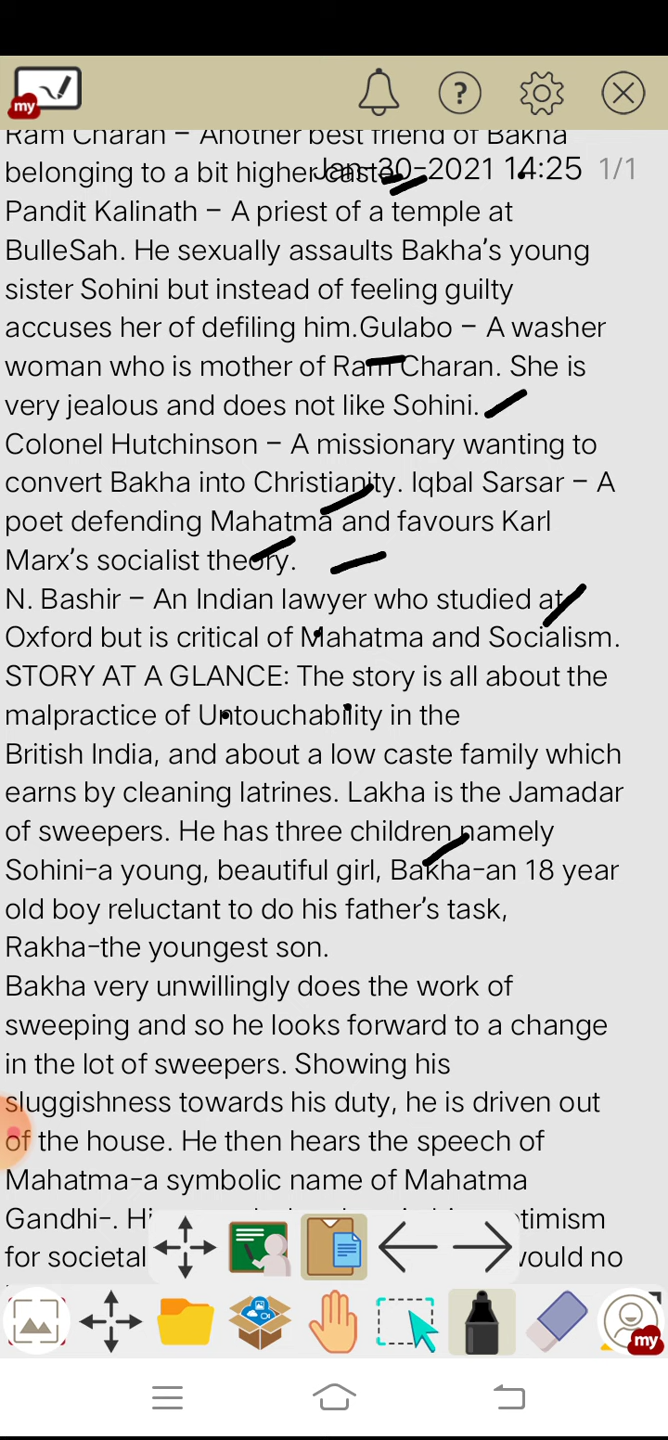 my
Ram Charan – Another best friend of Bakha
Jan-30-2021 14:25 1/1
belonging to a bit higher caste.
Pandit Kalinath – A priest of a temple at
BulleSah. He sexually assaults Bakha's young
sister Sohini but instead of feeling guilty
accuses her of defiling him.Gulabo – A washer
woman who is mother of Ram Charan. She is
very jealous and does not like Sohini.
Colonel Hutchinson – A missionary wanting to
convert Bakha into Christianity. Iqbal Sarsar – A
poet defending Mahatma and favours Karl
Marx's socialist theory.
N. Bashir – An Indian lawyer who studied at
Oxford but is critical of Mahatma and Socialism.
STORY AT A GLANCE: The story is all about the
malpractice of Untouchability in the
British India, and about a low caste family which
earns by cleaning latrines. Lakha is the Jamadar
of sweepers. He has three children namely
Sohini-a young, beautiful girl, Bakha-an 18 year
old boy reluctant to do his father's task,
Rakha-the youngest son.
Bakha very unwillingly does the work of
sweeping and so he looks forward to a change
in the lot of sweepers. Showing his
sluggishness towards his duty, he is driven out
of the house. He then hears the speech of
Mahatma-a symbolic name of Mahatma
Gandhi-.
for societal would no
my